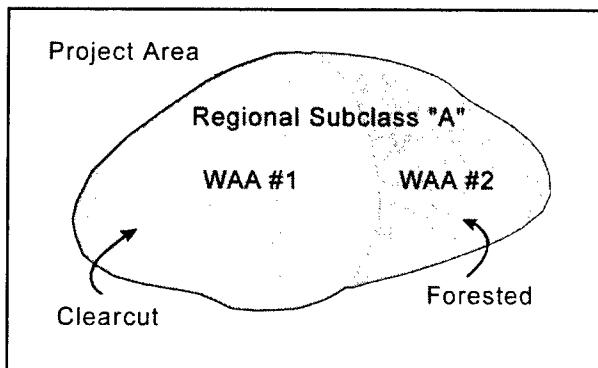 Project Area
Regional Subclass "A"
WAA #1
WAA #2
Clearcut
Forested